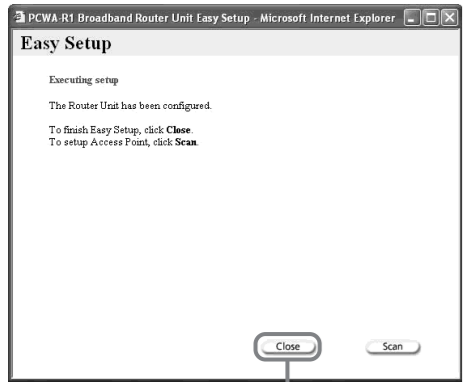 PCWA-R1 Broadband Router Unit Easy Setup - Microsoft Internet Explorer
Easy Setup
Executing setup
The Router Unit has been configured.
To finish Easy Setup, click Close.
To setup Access Point, click Scan.
Close
Scan